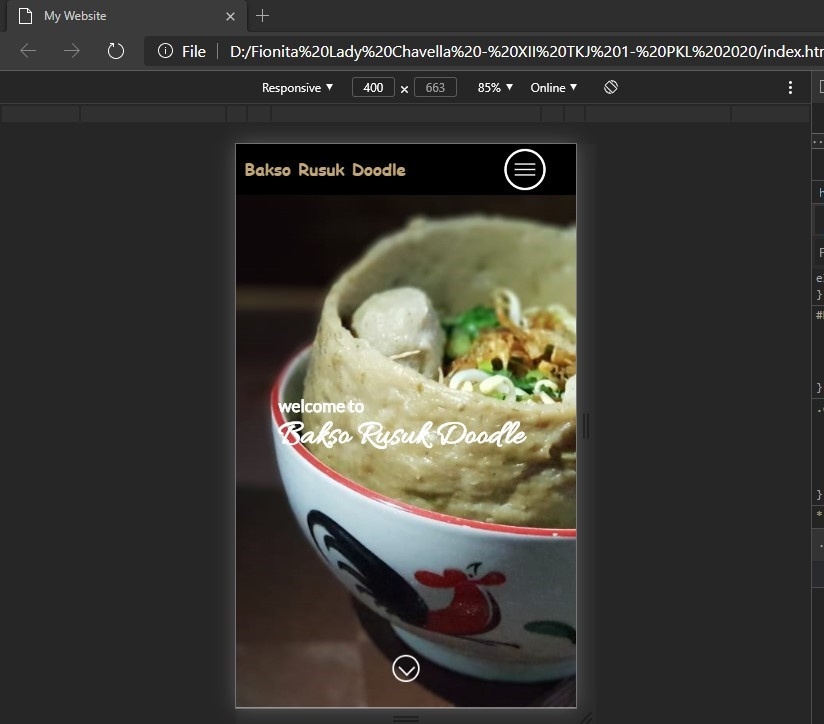 My Website
File D:/Fionita%20Lady%20Chavella%20-%20XII%20TKJ%201-%20PKL%202020/index.htm
Responsive 400 × 663 85% Online
Bakso Rusuk Doodle
welcome to
Bakso Rusuk Doodle